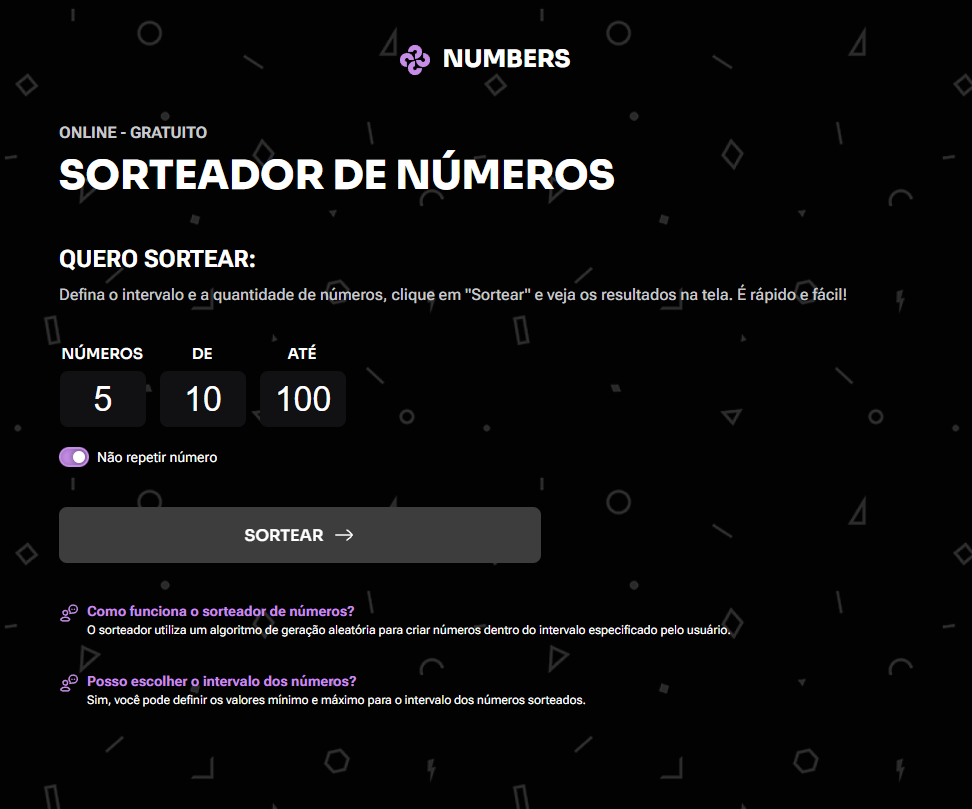 NUMBERS
ONLINE - GRATUITO
SORTEADOR DE NÚMEROS
QUERO SORTEAR:
Defina o intervalo e a quantidade de números, clique em "Sortear" e veja os resultados na tela. É rápido e fácil!
NÚMEROS DE ATÉ
5 10 100
Não repetir número
SORTEAR →
Como funciona o sorteador de números?
O sorteador utiliza um algoritmo de geração aleatória para criar números dentro do intervalo especificado pelo usuário.
Posso escolher o intervalo dos números?
Sim, você pode definir os valores mínimo e máximo para o intervalo dos números sorteados.